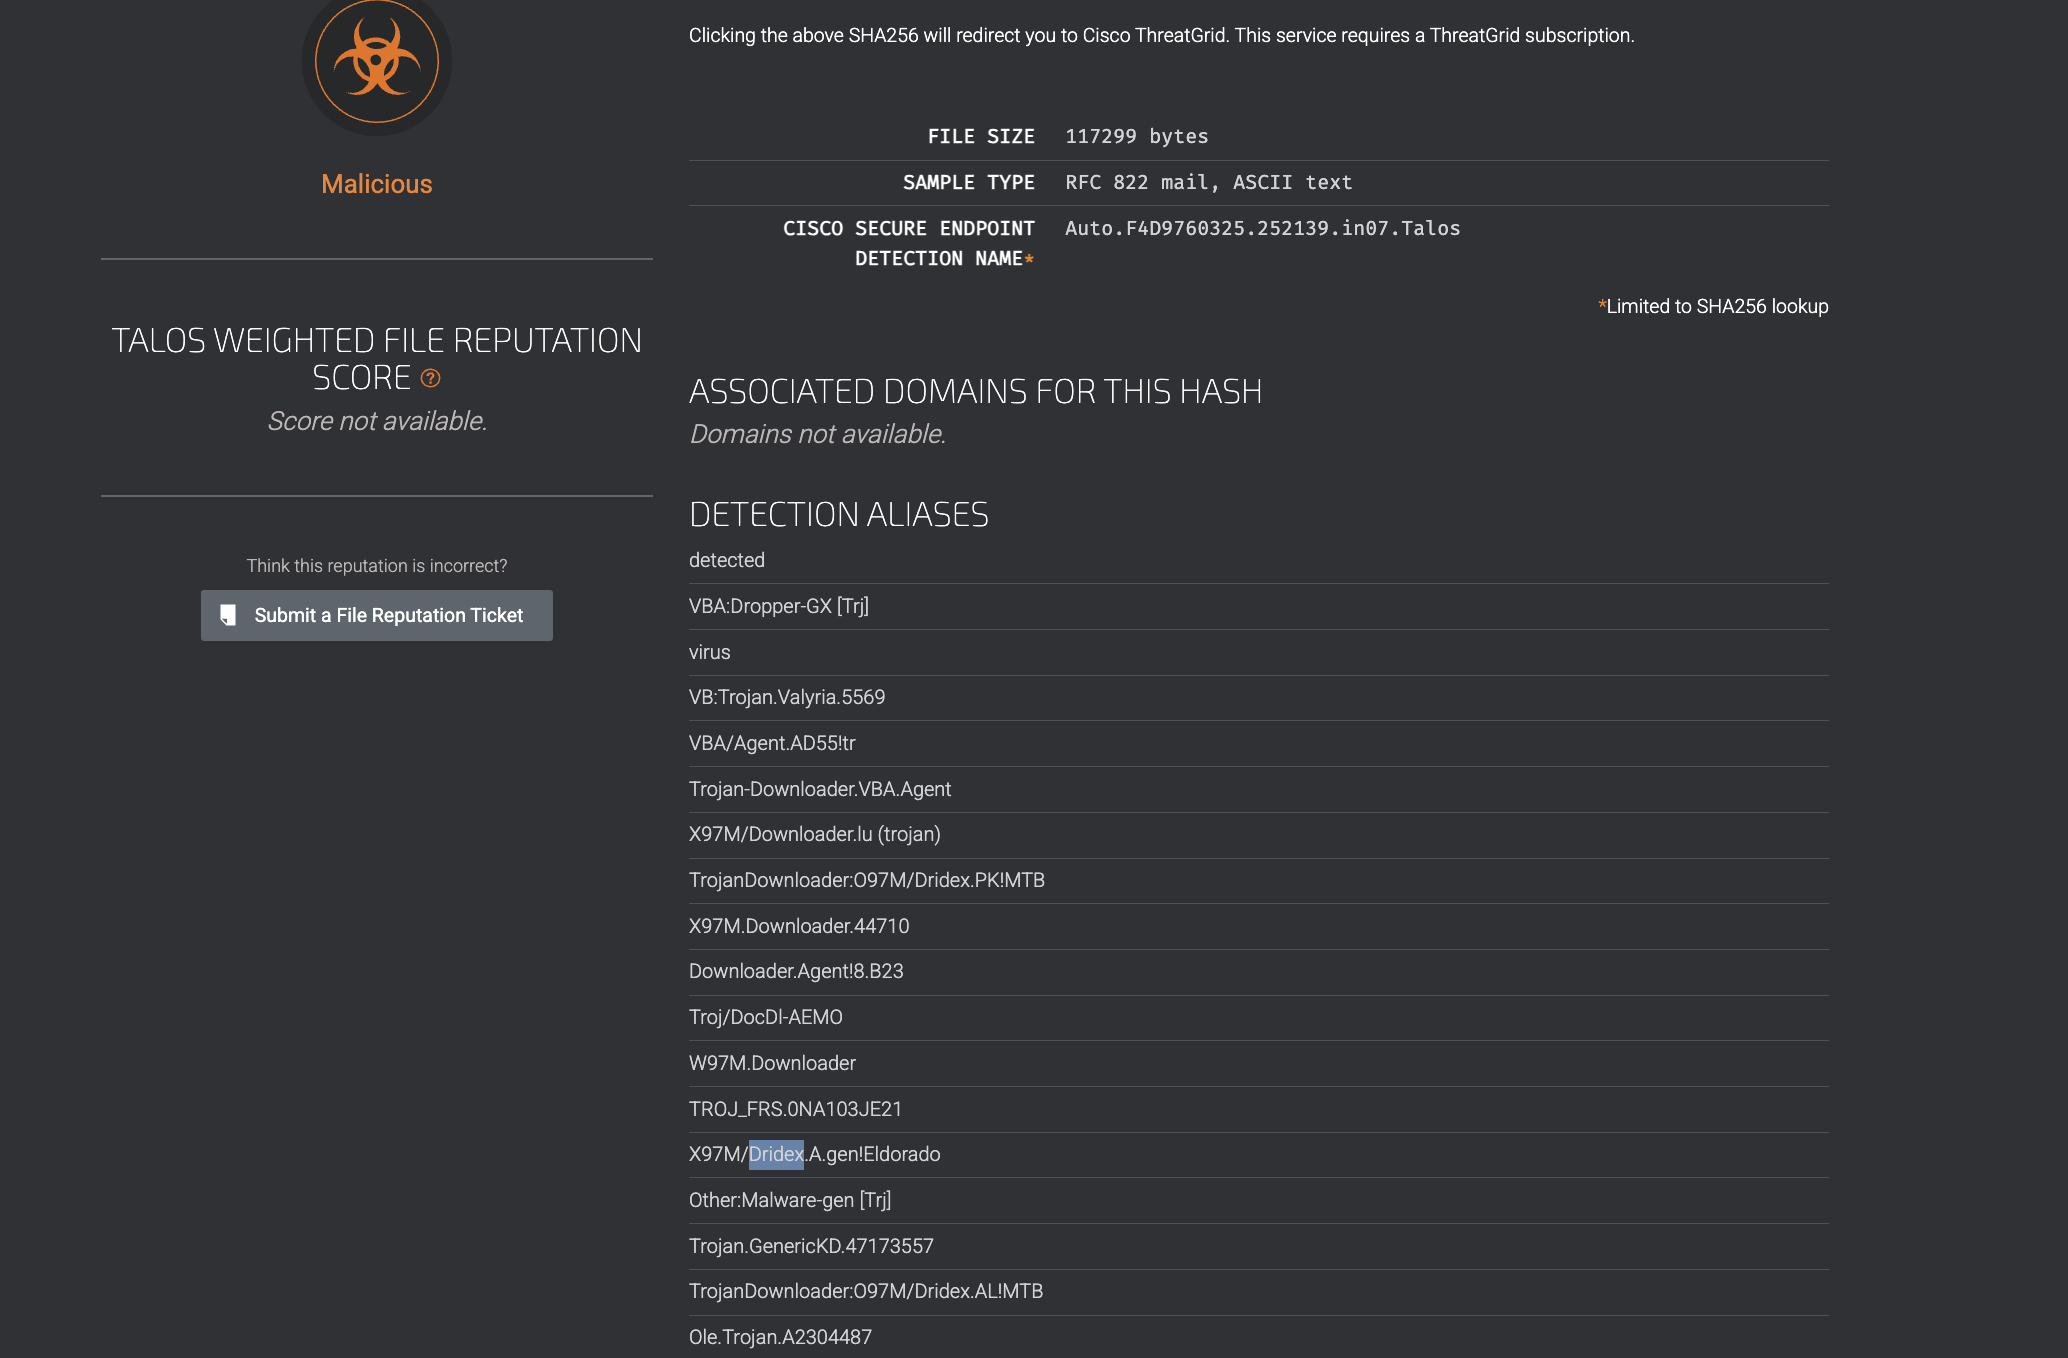 Malicious
TALOS WEIGHTED FILE REPUTATION
SCORE ?
Score not available.
Think this reputation is incorrect?
Submit a File Reputation Ticket
Clicking the above SHA256 will redirect you to Cisco ThreatGrid. This service requires a ThreatGrid subscription.
FILE SIZE 117299 bytes
SAMPLE TYPE RFC 822 mail, ASCII text
CISCO SECURE ENDPOINT Auto.F4D9760325.252139.in07.Talos
DETECTION NAME*
*Limited to SHA256 lookup
ASSOCIATED DOMAINS FOR THIS HASH
Domains not available.
DETECTION ALIASES
detected
VBA:Dropper-GX [Trj]
virus
VB:Trojan.Valyria.5569
VBA/Agent.AD55!tr
Trojan-Downloader.VBA.Agent
X97M/Downloader.lu (trojan)
TrojanDownloader:O97M/Dridex.PK!MTB
X97M.Downloader.44710
Downloader.Agent!8.B23
Troj/DocDl-AEMO
W97M.Downloader
TROJ_FRS.0NA103JE21
X97M/Dridex.A.gen!Eldorado
Other:Malware-gen [Trj]
Trojan.GenericKD.47173557
TrojanDownloader:O97M/Dridex.AL!MTB
Ole.Trojan.A2304487